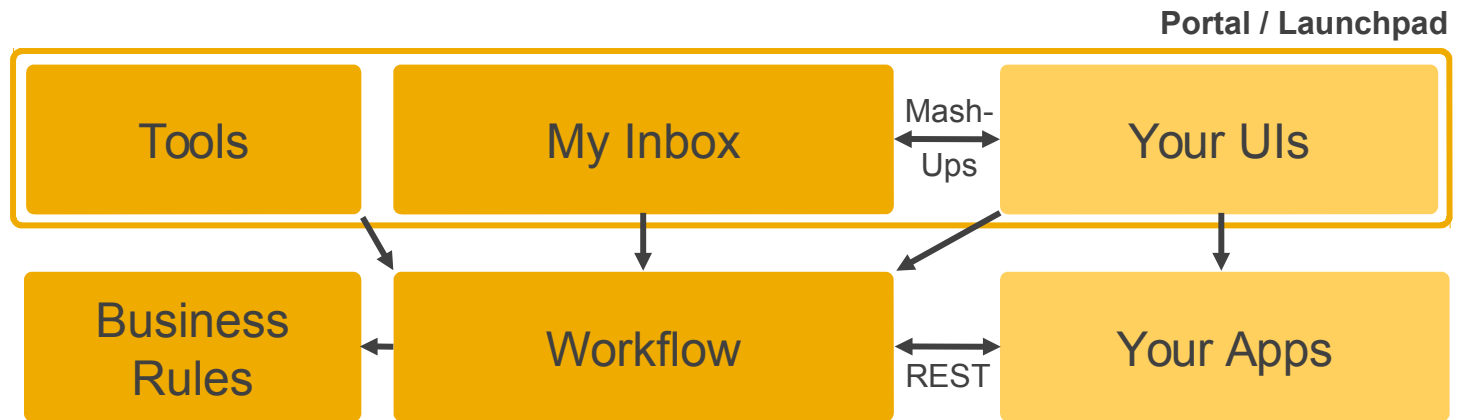 Portal / Launchpad
Tools
My Inbox
Mash-
Ups
Your UIs
Business
Rules
Workflow
REST
Your Apps